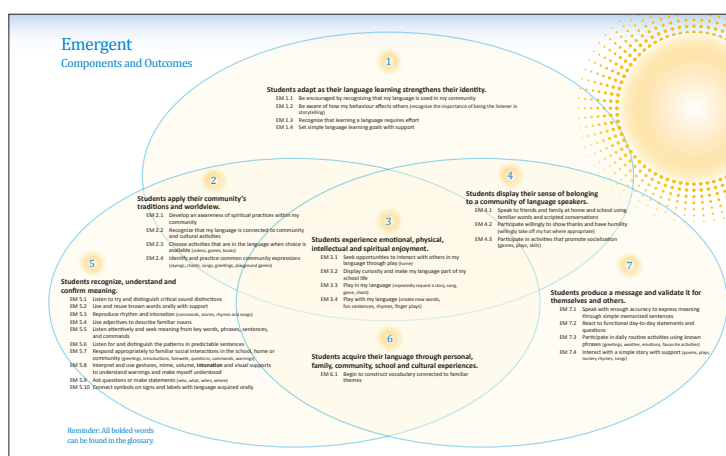 Emergent
Components and Outcomes
1
Students adapt as their language learning strengthens their identity.
EM 1.1 Be encouraged by recognizing that my language is used in my community
EM 1.2 Be aware of how my behaviour affects others (recognize the importance of being the listener in
storytelling)
EM 1.3 Recognize that learning a language requires effort
EM 1.4 Set simple language learning goals with support
2
Students apply their community's
traditions and worldview.
EM 2.1 Develop an awareness of spiritual practices within my
community
EM 2.2 Recognize that my language is connected to community
and cultural activities
EM 2.3 Choose activities that are in the language when choice is
available (videos, games, books)
EM 2.4 Identify and practice common community expressions
(sayings, chants, songs, greetings, playground games)
3
Students experience emotional, physical,
intellectual and spiritual enjoyment.
EM 3.1 Seek opportunities to interact with others in my
language through play (humor)
EM 3.2 Display curiosity and make my language part of my
school life
EM 3.3 Play in my language (repeatedly request a story, song,
game, chant)
EM 3.4 Play with my language (create new words,
fun sentences, rhymes, finger plays)
4
Students display their sense of belonging
to a community of language speakers.
EM 4.1 Speak to friends and family at home and school using
familiar words and scripted conversations
EM 4.2 Participate willingly to show thanks and have humility
(willingly take off my hat where appropriate)
EM 4.3 Participate in activities that promote socialization
(games, plays, skits)
5
Students recognize, understand and
confirm meaning.
EM 5.1 Listen to try and distinguish critical sound distinctions
EM 5.2 Use and reuse known words orally with support
EM 5.3 Reproduce rhythm and intonation (commands, stories, rhymes and songs)
EM 5.4 Use adjectives to describe familiar nouns
EM 5.5 Listen attentively and seek meaning from key words, phrases, sentences,
and commands
EM 5.6 Listen for and distinguish the patterns in predictable sentences
EM 5.7 Respond appropriately to familiar social interactions in the school, home or
community (greetings, introductions, farewells, questions, commands, warnings)
EM 5.8 Interpret and use gestures, mime, volume, intonation and visual supports
to understand warnings and make myself understood
EM 5.9 Ask questions or make statements (who, what, when, where)
EM 5.10 Connect symbols on signs and labels with language acquired orally
6
Students acquire their language through personal,
family, community, school and cultural experiences.
EM 6.1 Begin to construct vocabulary connected to familiar
themes
7
Students produce a message and validate it for
themselves and others.
EM 7.1 Speak with enough accuracy to express meaning
through simple memorized sentences
EM 7.2 React to functional day-to-day statements and
questions
EM 7.3 Participate in daily routine activities using known
phrases (greetings, weather, emotions, favourite activities)
EM 7.4 Interact with a simple story with support (poems, plays,
nursery rhymes, songs)
Reminder: All bolded words
can be found in the glossary.